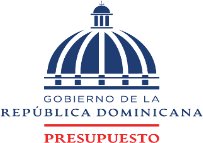 GOBIERNO DE LA
REPÚBLICA DOMINICANA
PRESUPUESTO